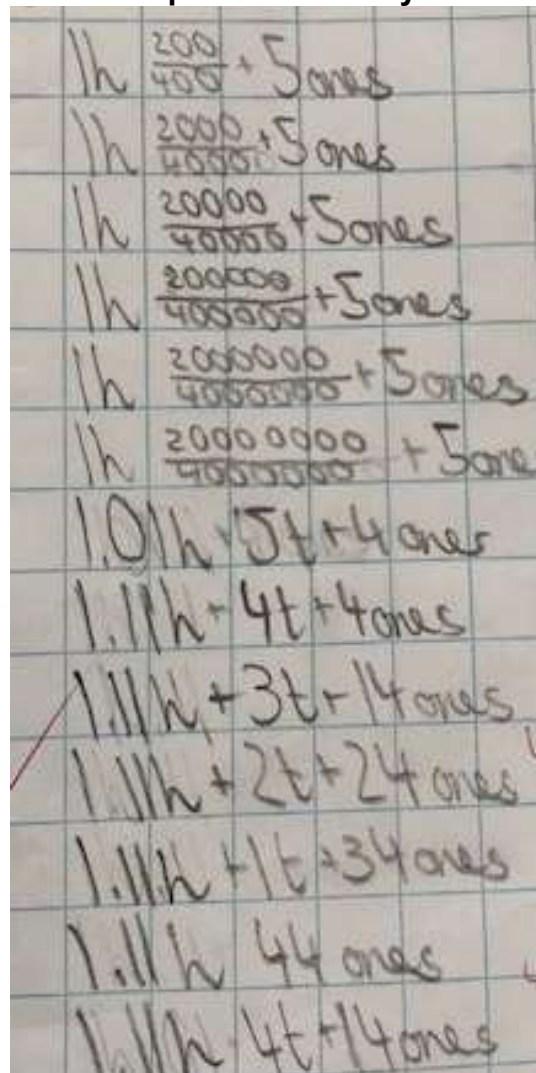 1h 200/400 + 5 ones
1h 2000/4000 + 5 ones
1h 20000/40000 + 5 ones
1h 200000/400000 + 5 ones
1h 2000000/4000000 + 5 ones
1h 20000000/40000000 + 5 one
1.01h + 5t + 4 ones
1.11h + 4t + 4 ones
1.11h + 3t + 14 ones
1.11h + 2t + 24 ones
1.11h + 1t + 34 ones
1.11h 44 ones
1.11h 4t + 14 ones